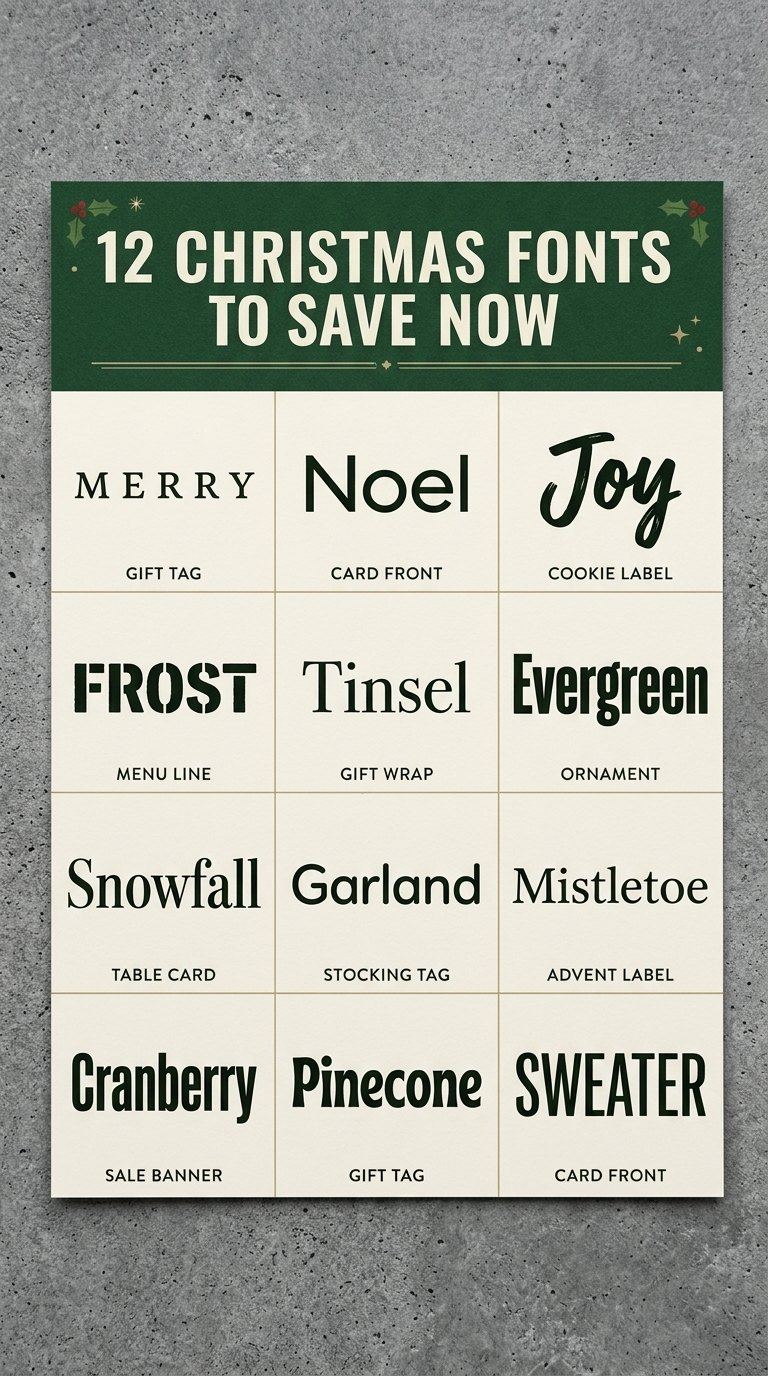 12 CHRISTMAS FONTS
TO SAVE NOW
MERRY
GIFT TAG
Noel
CARD FRONT
Joy
COOKIE LABEL
FROST
MENU LINE
Tinsel
GIFT WRAP
Evergreen
ORNAMENT
Snowfall
TABLE CARD
Garland
STOCKING TAG
Mistletoe
ADVENT LABEL
Cranberry
SALE BANNER
Pinecone
GIFT TAG
SWEATER
CARD FRONT